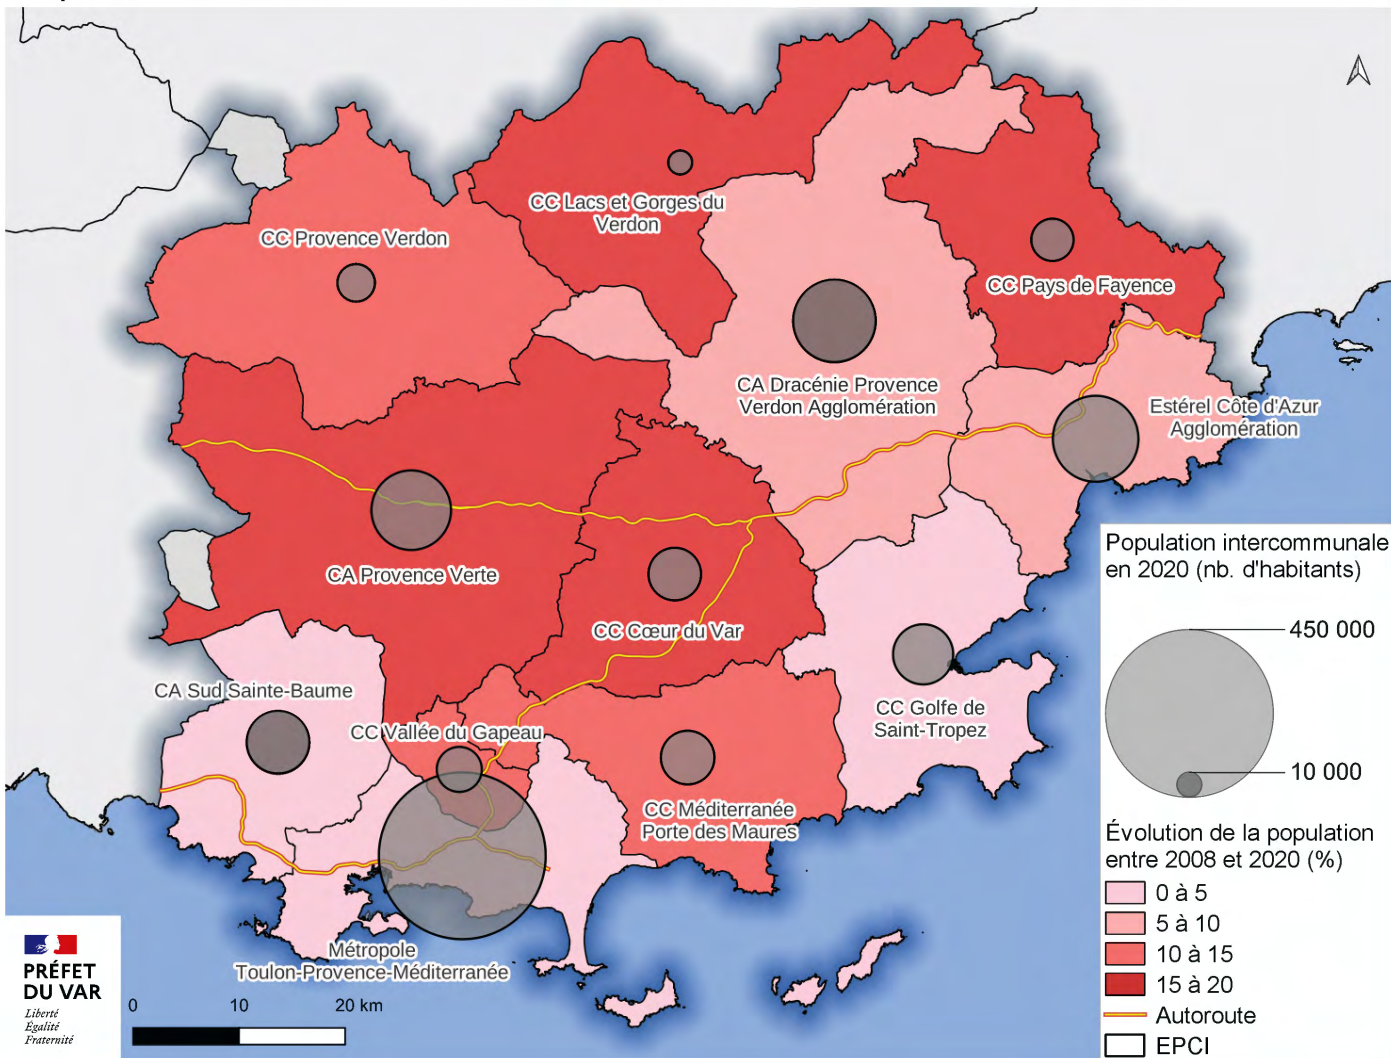 CC Lacs et Gorges du
Verdon
CC Provence Verdon
CC Pays de Fayence
CA Dracénie Provence
Verdon Agglomération
Estérel Côte d'Azur
Agglomération
CA Provence Verte
CC Cœur du Var
CA Sud Sainte-Baume
CC Vallée du Gapeau
CC Golfe de
Saint-Tropez
CC Méditerranée
Porte des Maures
Métropole
Toulon-Provence-Méditerranée
Population intercommunale
en 2020 (nb. d'habitants)
450 000
10 000
Évolution de la population
entre 2008 et 2020 (%)
0 à 5
5 à 10
10 à 15
15 à 20
Autoroute
EPCI
PRÉFET
DU VAR
Liberté
Égalité
Fraternité
0 10 20 km